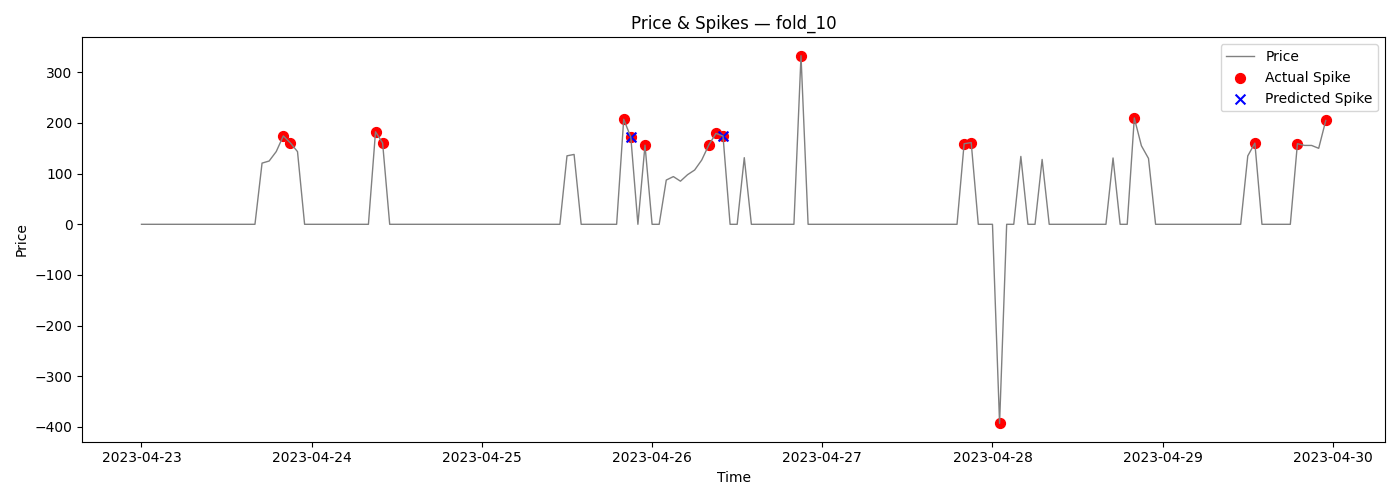 Price & Spikes — fold_10
Price
Actual Spike
Predicted Spike
300
200
100
0
−100
−200
−300
−400
Price
2023-04-23
2023-04-24
2023-04-25
2023-04-26
2023-04-27
2023-04-28
2023-04-29
2023-04-30
Time